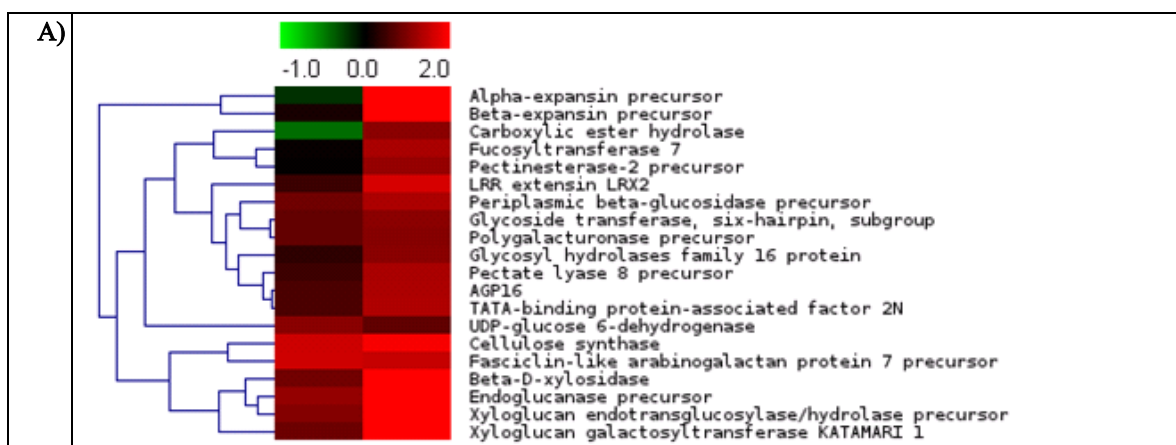 A)
-1.0 0.0 2.0
Alpha-expansin precursor
Beta-expansin precursor
Carboxylic ester hydrolase
Fucosyltransferase 7
Pectinesterase-2 precursor
LRR extensin LRX2
Periplasmic beta-glucosidase precursor
Glycoside transferase, six-hairpin, subgroup
Polygalacturonase precursor
Glycosyl hydrolases family 16 protein
Pectate lyase 8 precursor
AGP16
TATA-binding protein-associated factor 2N
UDP-glucose 6-dehydrogenase
Cellulose synthase
Fasciclin-like arabinogalactan protein 7 precursor
Beta-D-xylosidase
Endoglucanase precursor
Xyloglucan endotransglucosylase/hydrolase precursor
Xyloglucan galactosyltransferase KATAMARI 1